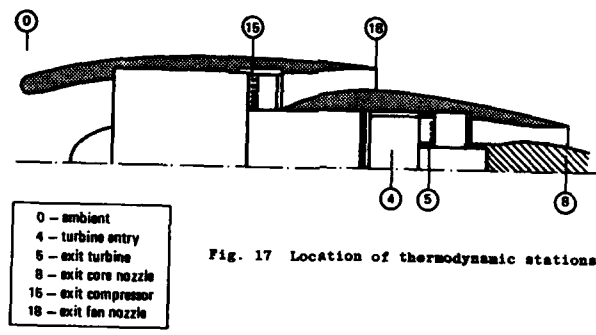 0
15
18
4
5
8
0 – ambient
4 – turbine entry
5 – exit turbine
8 – exit core nozzle
15 – exit compressor
18 – exit fan nozzle
Fig. 17 Location of thermodynamic stations